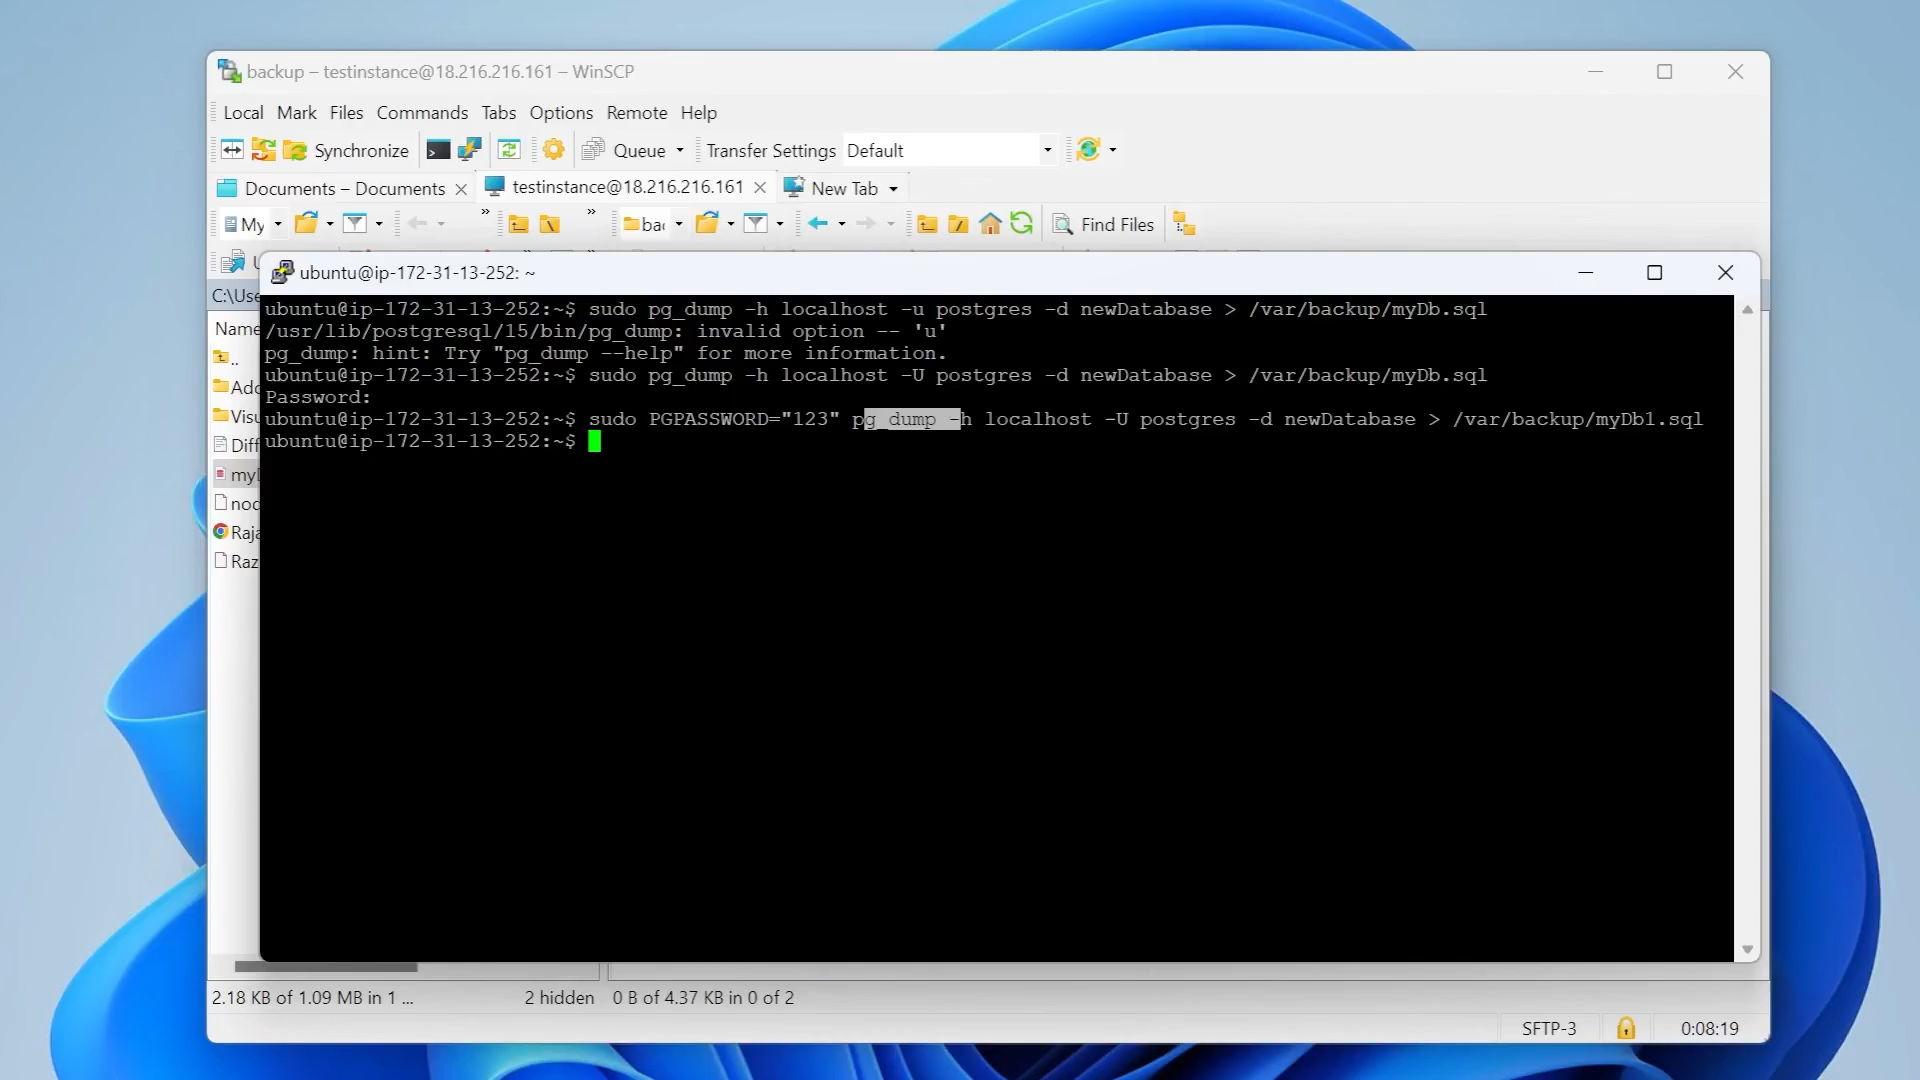 backup – testinstance@18.216.216.161 – WinSCP
Local Mark Files Commands Tabs Options Remote Help
Synchronize Queue Transfer Settings Default
Documents – Documents testinstance@18.216.216.161 New Tab
My bac Find Files
U
ubuntu@ip-172-31-13-252: ~
C:\Use
Name
..
ubuntu@ip-172-31-13-252:~$ sudo pg_dump -h localhost -u postgres -d newDatabase > /var/backup/myDb.sql
/usr/lib/postgresql/15/bin/pg_dump: invalid option -- 'u'
pg_dump: hint: Try "pg_dump --help" for more information.
ubuntu@ip-172-31-13-252:~$ sudo pg_dump -h localhost -U postgres -d newDatabase > /var/backup/myDb.sql
Password:
ubuntu@ip-172-31-13-252:~$ sudo PGPASSWORD="123" pg_dump -h localhost -U postgres -d newDatabase > /var/backup/myDb1.sql
ubuntu@ip-172-31-13-252:~$
Visu
Diff
nod
Raja
Raz
2.18 KB of 1.09 MB in 1 ... 2 hidden 0 B of 4.37 KB in 0 of 2
SFTP-3 0:08:19